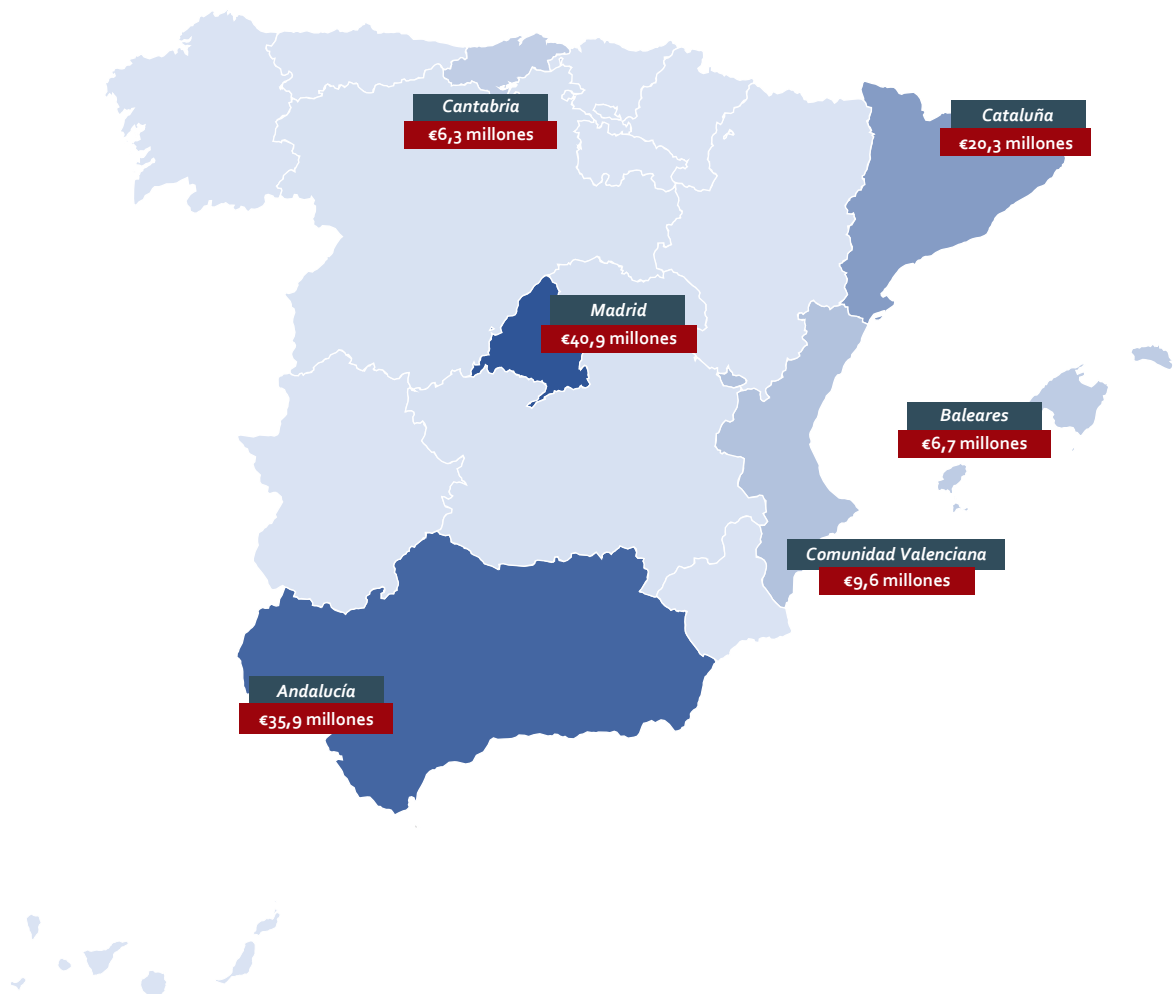 Cantabria
€6,3 millones
Cataluña
€20,3 millones
Madrid
€40,9 millones
Baleares
€6,7 millones
Comunidad Valenciana
€9,6 millones
Andalucía
€35,9 millones